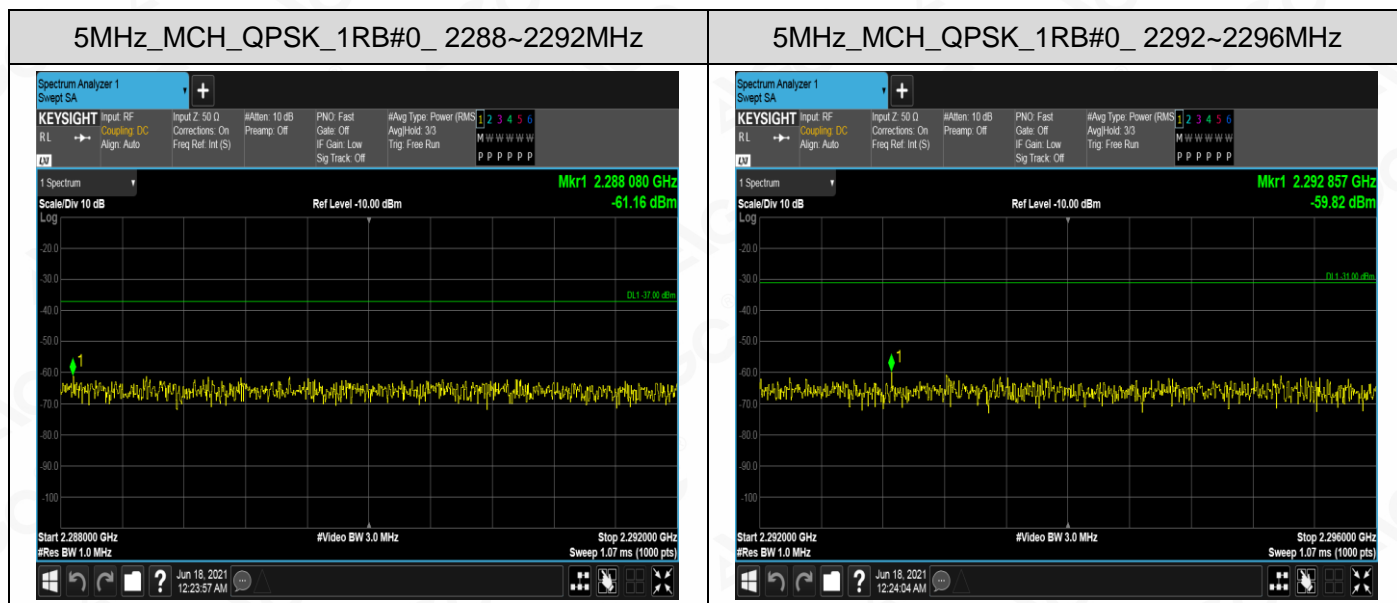 5MHz_MCH_QPSK_1RB#0_ 2288~2292MHz
Spectrum Analyzer 1
Swept SA
+
KEYSIGHT
RL
Input: RF
Coupling: DC
Align: Auto
Input Z: 50 Ω
Corrections: On
Freq Ref: Int (S)
#Atten: 10 dB
Preamp: Off
PNO: Fast
Gate: Off
IF Gain: Low
Sig Track: Off
#Avg Type: Power (RMS
Avg|Hold: 3/3
Trig: Free Run
1 2 3 4 5 6
M W W W W W
P P P P P P
1 Spectrum
Mkr1 2.288 080 GHz
Scale/Div 10 dB
Ref Level -10.00 dBm
-61.16 dBm
Log
-20.0
-30.0
DL1 -37.00 dBm
-40.0
-50.0
1
-60.0
-70.0
-80.0
-90.0
-100
Start 2.288000 GHz
#Video BW 3.0 MHz
Stop 2.292000 GHz
#Res BW 1.0 MHz
Sweep 1.07 ms (1000 pts)
?
Jun 18, 2021
12:23:57 AM
5MHz_MCH_QPSK_1RB#0_ 2292~2296MHz
Spectrum Analyzer 1
Swept SA
+
KEYSIGHT
RL
Input: RF
Coupling: DC
Align: Auto
Input Z: 50 Ω
Corrections: On
Freq Ref: Int (S)
#Atten: 10 dB
Preamp: Off
PNO: Fast
Gate: Off
IF Gain: Low
Sig Track: Off
#Avg Type: Power (RMS
Avg|Hold: 3/3
Trig: Free Run
1 2 3 4 5 6
M W W W W W
P P P P P P
1 Spectrum
Mkr1 2.292 857 GHz
Scale/Div 10 dB
Ref Level -10.00 dBm
-59.82 dBm
Log
-20.0
-30.0
DL1 -31.00 dBm
-40.0
-50.0
1
-60.0
-70.0
-80.0
-90.0
-100
Start 2.292000 GHz
#Video BW 3.0 MHz
Stop 2.296000 GHz
#Res BW 1.0 MHz
Sweep 1.07 ms (1000 pts)
?
Jun 18, 2021
12:24:04 AM